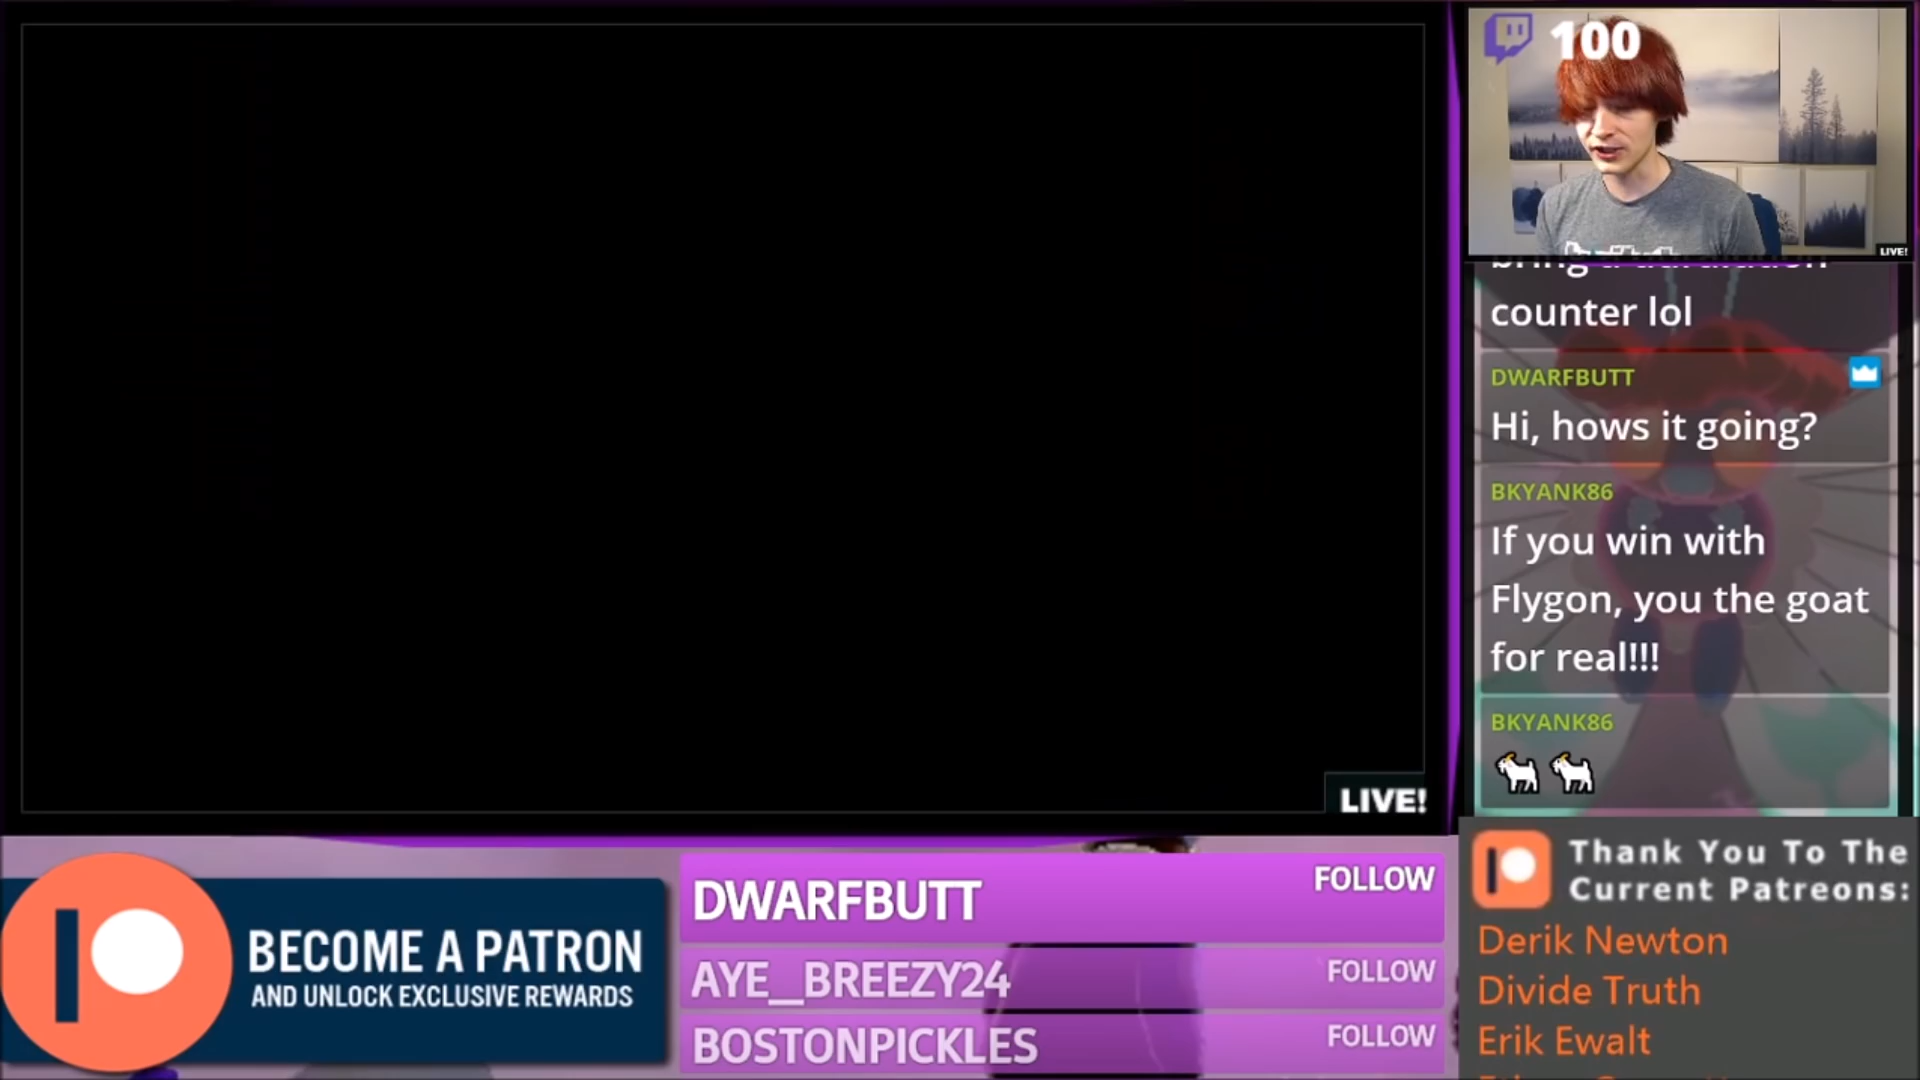 100
LIVE!
counter lol
DWARFBUTT
Hi, hows it going?
BKYANK86
If you win with
Flygon, you the goat
for real!!!
BKYANK86
LIVE!
BECOME A PATRON
AND UNLOCK EXCLUSIVE REWARDS
DWARFBUTT FOLLOW
AYE_BREEZY24 FOLLOW
BOSTONPICKLES FOLLOW
Thank You To The
Current Patreons:
Derik Newton
Divide Truth
Erik Ewalt